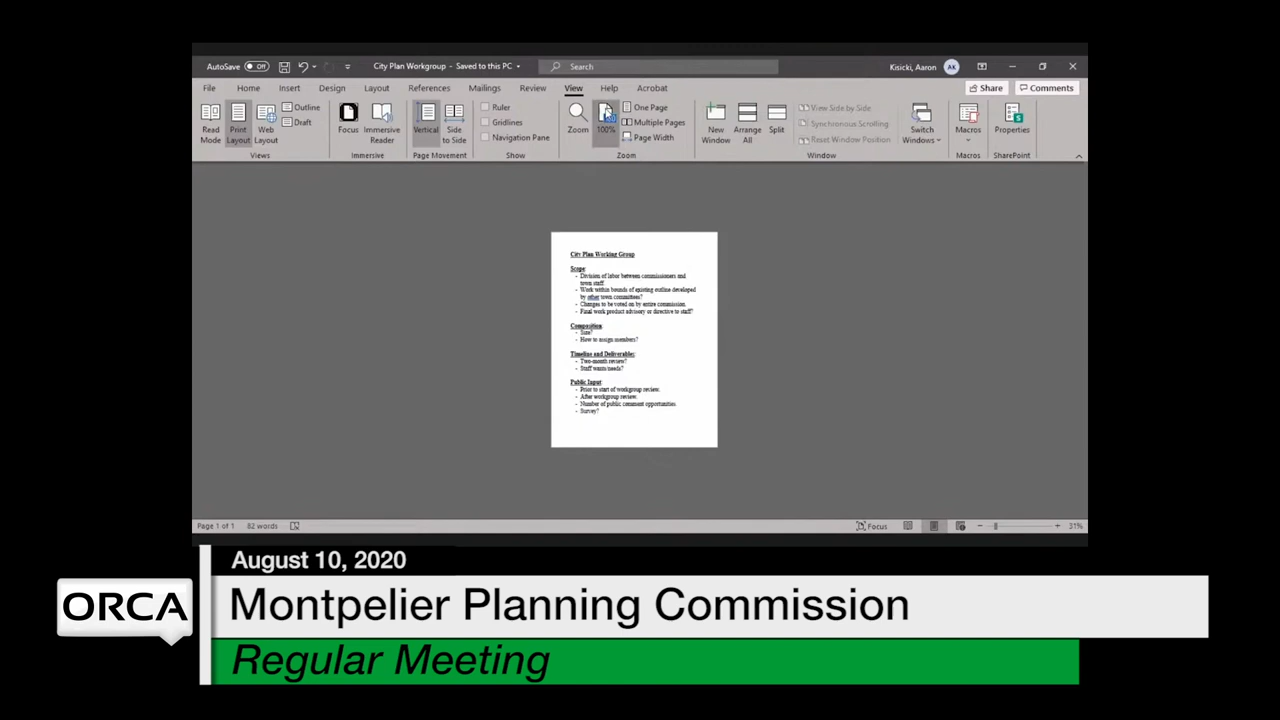 AutoSave Off City Plan Workgroup - Saved to this PC Search Kisicki, Aaron AK
File Home Insert Design Layout References Mailings Review View Help Acrobat Share Comments
Read Mode
Print Layout
Web Layout
Outline
Draft
Views
Focus
Immersive Reader
Immersive
Vertical
Side to Side
Page Movement
Ruler
Gridlines
Navigation Pane
Show
Zoom
100%
One Page
Multiple Pages
Page Width
Zoom
New Window
Arrange All
Split
View Side by Side
Synchronous Scrolling
Reset Window Position
Switch Windows
Window
Macros
Macros
Properties
SharePoint
City Plan Working Group
Scope:
- Division of labor between commissioners and
town staff.
- Work within bounds of existing outline developed
by other town committees?
- Changes to be voted on by entire commission.
- Final work product advisory or directive to staff?
Composition:
- Size?
- How to assign members?
Timeline and Deliverables:
- Two-month review?
- Staff wants/needs?
Public Input:
- Prior to start of workgroup review.
- After workgroup review.
- Number of public comment opportunities.
- Survey?
Page 1 of 1 82 words Focus 31%
August 10, 2020
ORCA
Montpelier Planning Commission
Regular Meeting